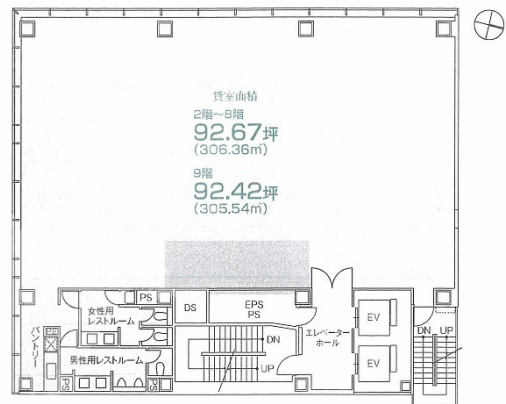 貸室面積
2階〜8階
92.67坪
(306.36㎡)
9階
92.42坪
(305.54㎡)
PS
女性用
レストルーム
DS
EPS
PS
EV
エレベーター
ホール
DN
UP
DN UP
EV
PS
パントリー
男性用レストルーム
PS
PS